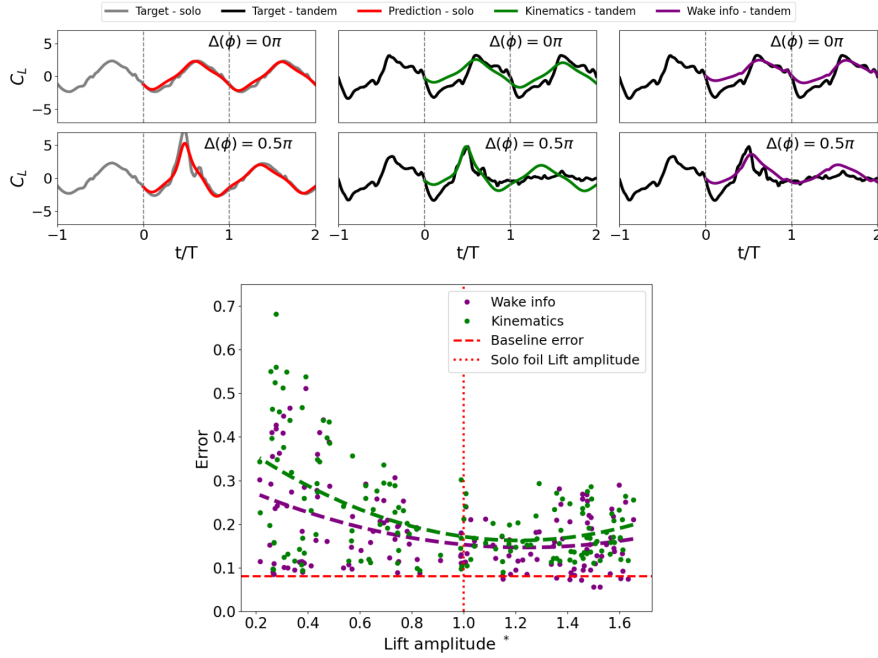 Target - solo Target - tandem Prediction - solo Kinematics - tandem Wake info - tandem
Δ(ϕ) = 0π Δ(ϕ) = 0π Δ(ϕ) = 0π
5
0
−5
C_L
Δ(ϕ) = 0.5π Δ(ϕ) = 0.5π Δ(ϕ) = 0.5π
5
0
−5
C_L
−1 0 1 2 −1 0 1 2 −1 0 1 2
t/T t/T t/T
0.7
0.6
0.5
0.4
0.3
0.2
0.1
0.0
Error
Wake info
Kinematics
Baseline error
Solo foil Lift amplitude
0.2 0.4 0.6 0.8 1.0 1.2 1.4 1.6
Lift amplitude *